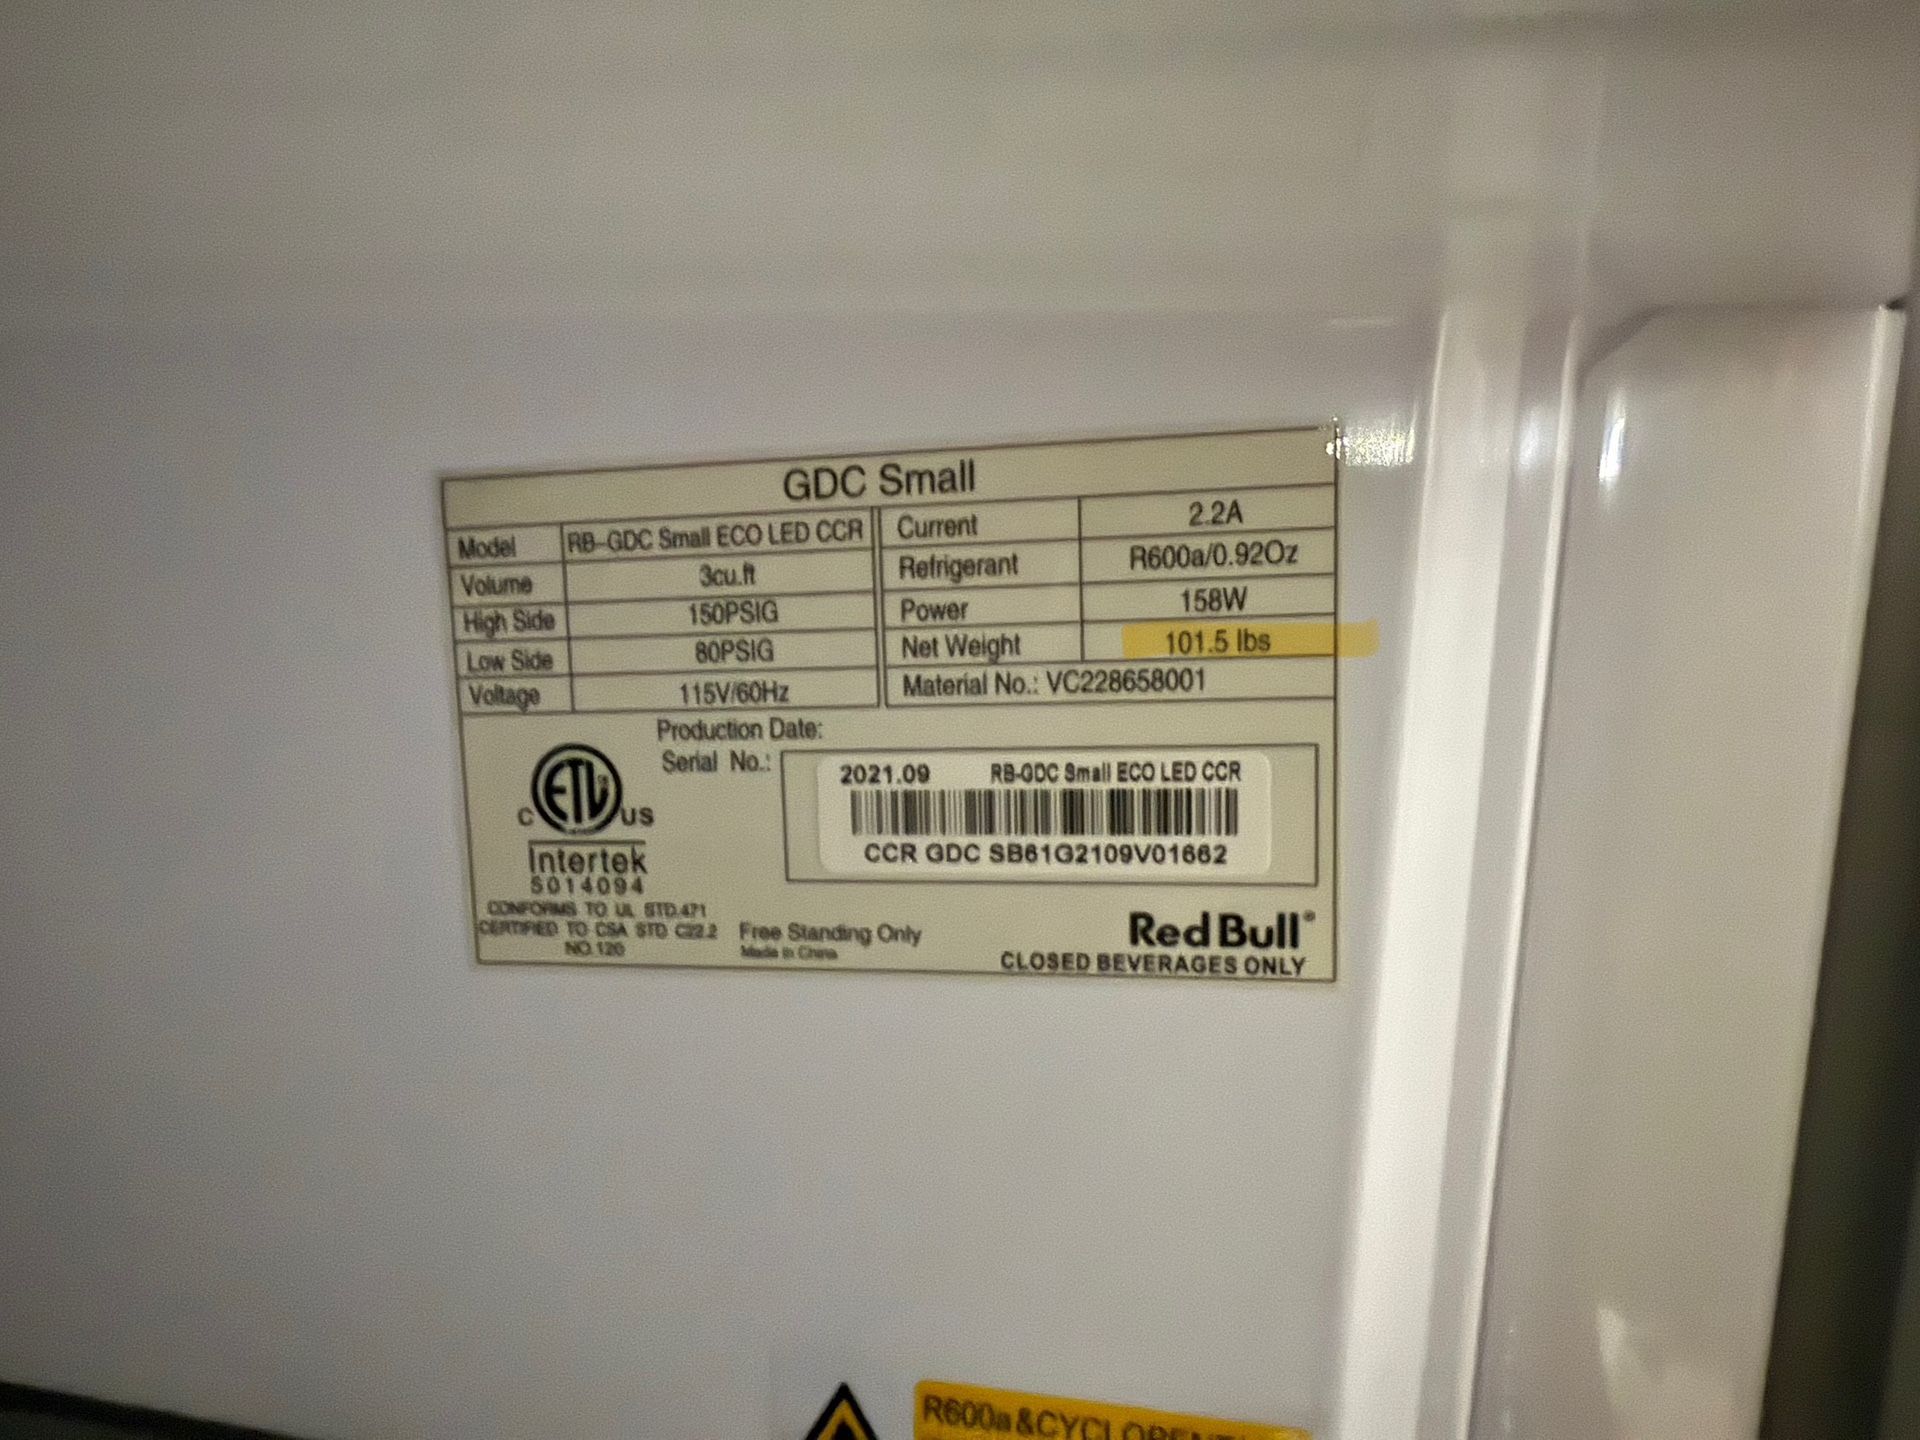 GDC Small
Model RB-GDC Small ECO LED CCR Current 2.2A
Volume 3cu.ft Refrigerant R600a/0.92Oz
High Side 150PSIG Power 158W
Low Side 80PSIG Net Weight 101.5 lbs
Voltage 115V/60Hz Material No.: VC228658001
Production Date:
Serial No.:
2021.09 RB-GDC Small ECO LED CCR
CCR GDC SB61G2109V01662
C ETL US
Intertek
5014094
CONFORMS TO UL STD.471
CERTIFIED TO CSA STD C22.2
NO.120
Free Standing Only
Made in China
Red Bull®
CLOSED BEVERAGES ONLY
R600a&